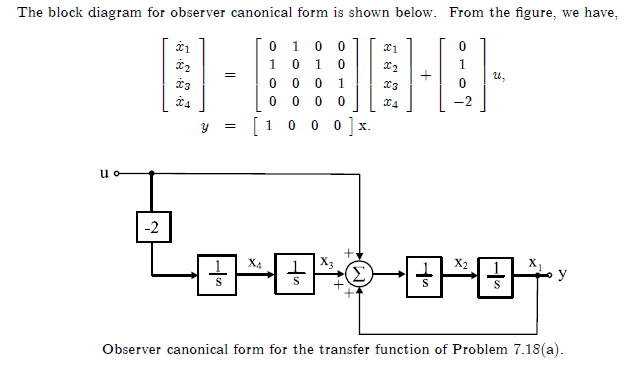 The block diagram for observer canonical form is shown below. From the figure, we have,
[ẋ1 ẋ2 ẋ3 ẋ4] = [0 1 0 0; 1 0 1 0; 0 0 0 1; 0 0 0 0] [x1 x2 x3 x4] + [0 1 0 −2] u,
y = [ 1 0 0 0 ] x.
u
-2
1/s X4 1/s X3 + + + Σ 1/s X2 1/s X1 y
Observer canonical form for the transfer function of Problem 7.18(a).